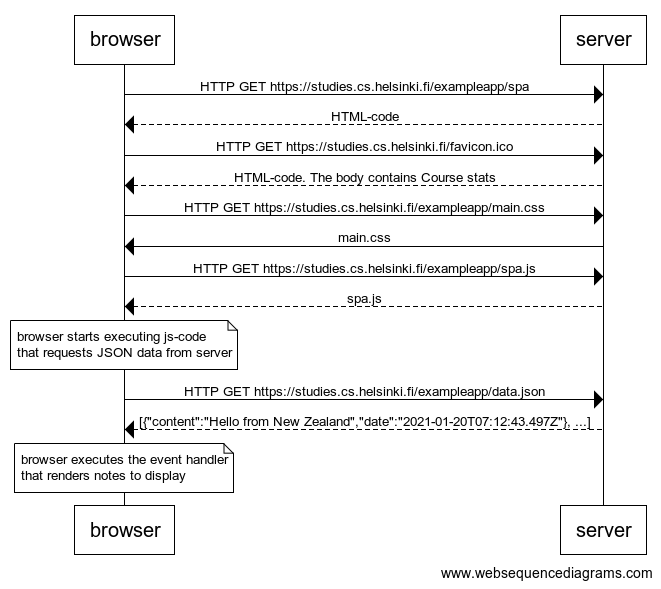 browser
server
HTTP GET https://studies.cs.helsinki.fi/exampleapp/spa
HTML-code
HTTP GET https://studies.cs.helsinki.fi/favicon.ico
HTML-code. The body contains Course stats
HTTP GET https://studies.cs.helsinki.fi/exampleapp/main.css
main.css
HTTP GET https://studies.cs.helsinki.fi/exampleapp/spa.js
spa.js
browser starts executing js-code
that requests JSON data from server
HTTP GET https://studies.cs.helsinki.fi/exampleapp/data.json
[{"content":"Hello from New Zealand","date":"2021-01-20T07:12:43.497Z"}, ...]
browser executes the event handler
that renders notes to display
browser
server
www.websequencediagrams.com